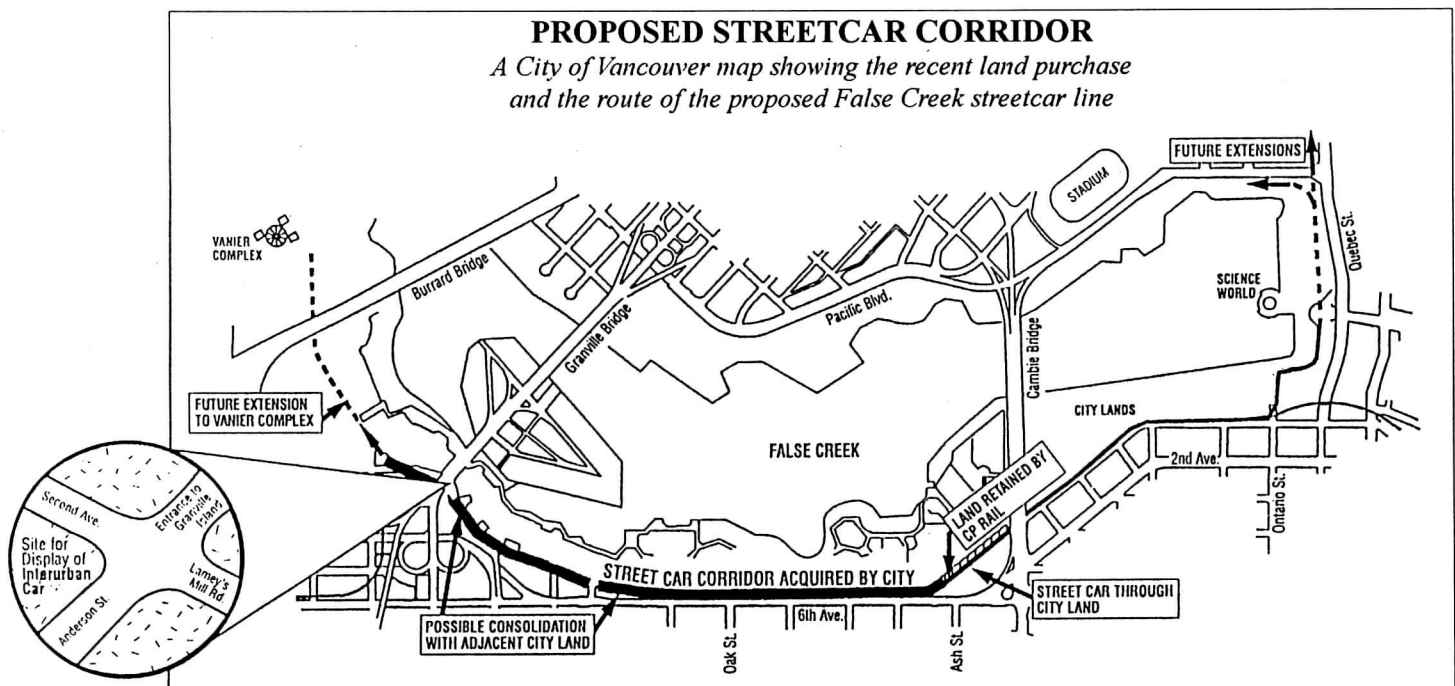 PROPOSED STREETCAR CORRIDOR
A City of Vancouver map showing the recent land purchase
and the route of the proposed False Creek streetcar line
FUTURE EXTENSIONS
STADIUM
VANIER
COMPLEX
Burrard Bridge
Granville Bridge
Pacific Blvd.
Cambie Bridge
SCIENCE
WORLD
Quebec St.
FUTURE EXTENSION
TO VANIER COMPLEX
FALSE CREEK
CITY LANDS
2nd Ave.
Ontario St.
LAND RETAINED BY
CP RAIL
Second Ave.
Entrance to
Granville
Island
Site for
Display of
Interurban
Car
Lamey's
Mill Rd.
Anderson St.
STREET CAR CORRIDOR ACQUIRED BY CITY
STREET CAR THROUGH
CITY LAND
POSSIBLE CONSOLIDATION
WITH ADJACENT CITY LAND
6th Ave.
Oak St.
Ash St.